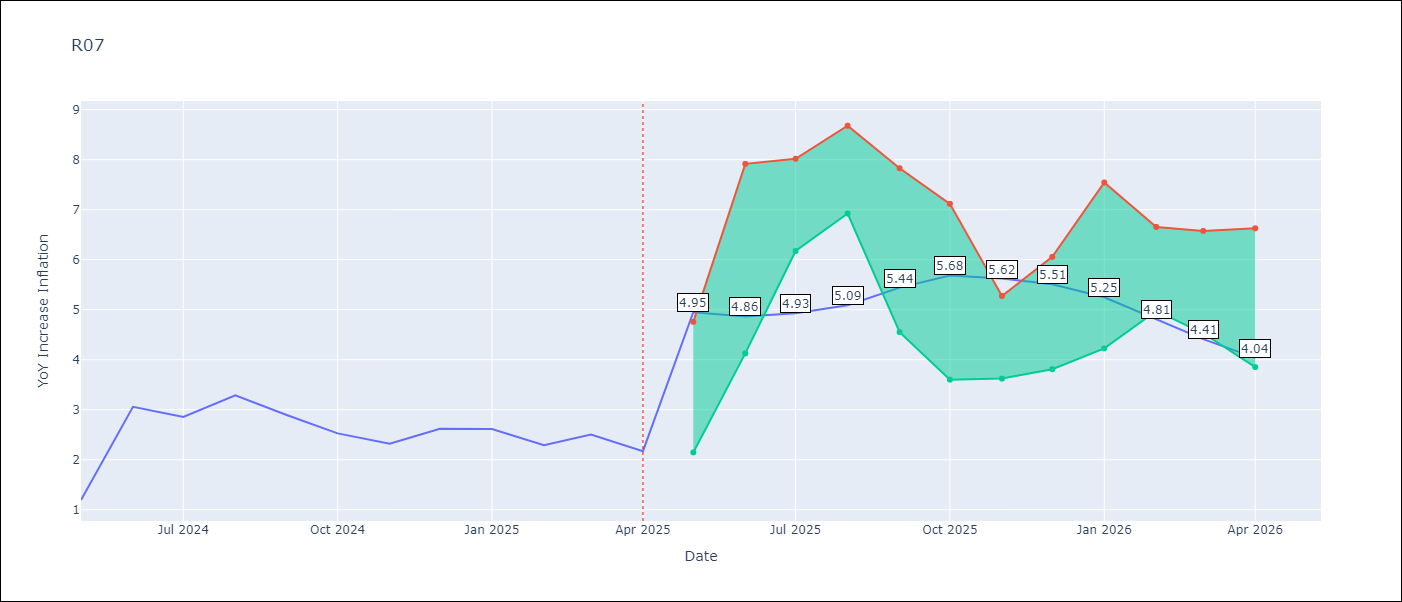 R07
YoY Increase Inflation
9
8
7
6
5
4
3
2
1
4.95
4.86
4.93
5.09
5.44
5.68
5.62
5.51
5.25
4.81
4.41
4.04
Jul 2024
Oct 2024
Jan 2025
Apr 2025
Jul 2025
Oct 2025
Jan 2026
Apr 2026
Date